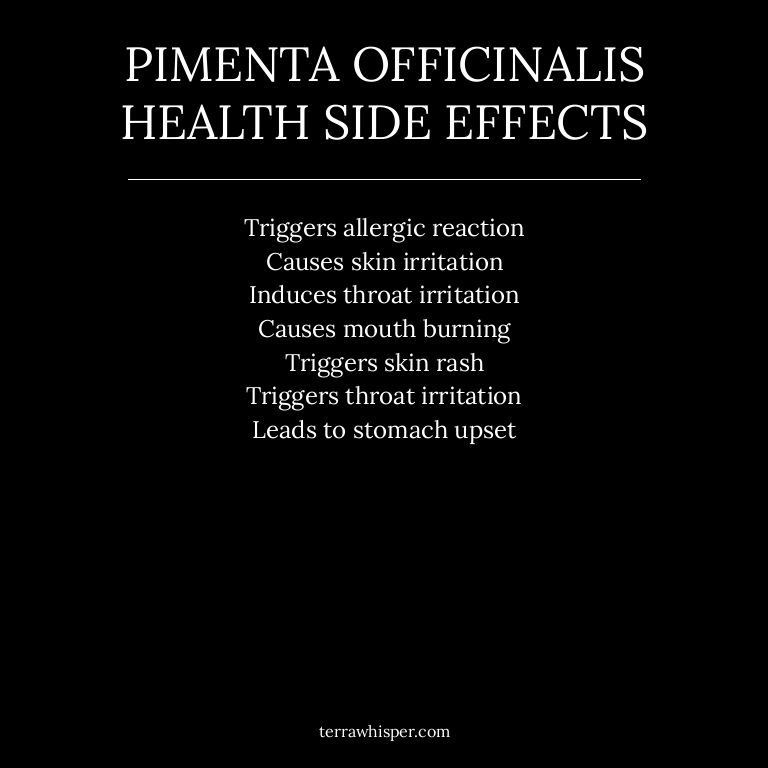 PIMENTA OFFICINALIS
HEALTH SIDE EFFECTS
Triggers allergic reaction
Causes skin irritation
Induces throat irritation
Causes mouth burning
Triggers skin rash
Triggers throat irritation
Leads to stomach upset
terrawhisper.com